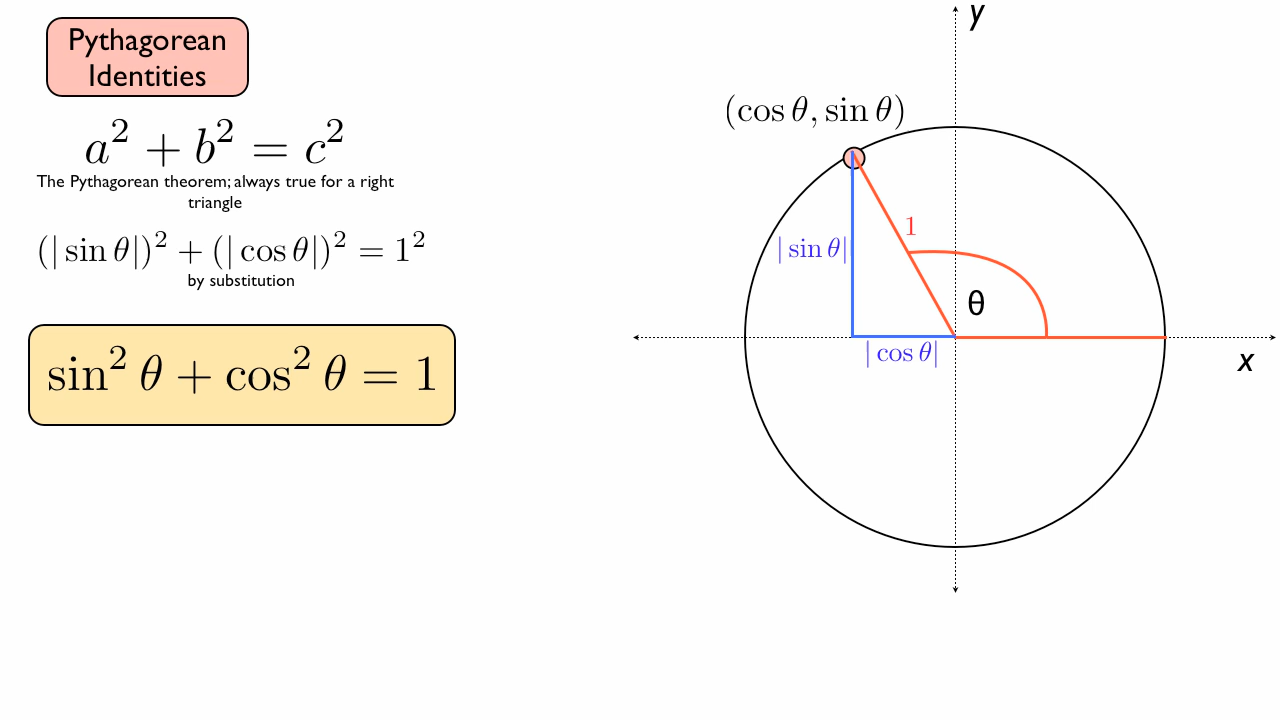 Pythagorean
Identities
a² + b² = c²
The Pythagorean theorem; always true for a right
triangle
(|sin θ|)² + (|cos θ|)² = 1²
by substitution
sin² θ + cos² θ = 1
y
(cos θ, sin θ)
1
|sin θ|
θ
|cos θ|
x